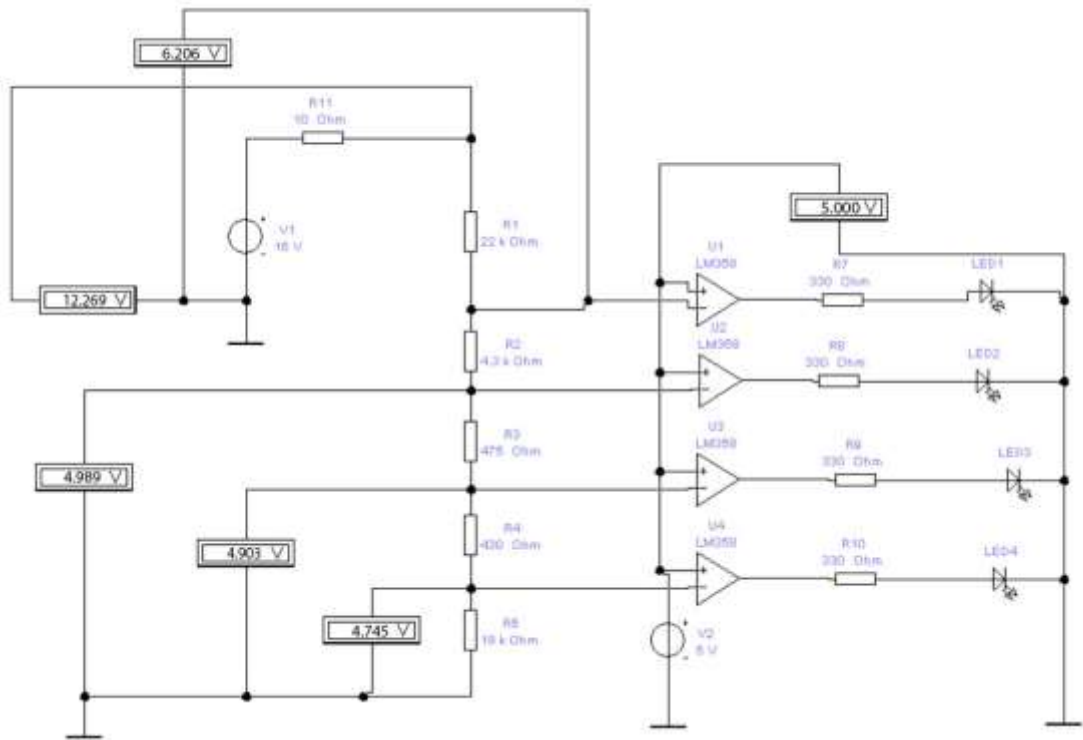 6.206 V
R11
10 Ohm
V1
R1
22 k Ohm
5.000 V
12.269 V
U1
LM358
R7
330 Ohm
LED1
R2
4.3 k Ohm
U2
LM358
R8
330 Ohm
LED2
R3
475 Ohm
4.989 V
U3
LM358
R9
330 Ohm
LED3
R4
430 Ohm
4.903 V
U4
LM358
R10
330 Ohm
LED4
4.745 V
V2